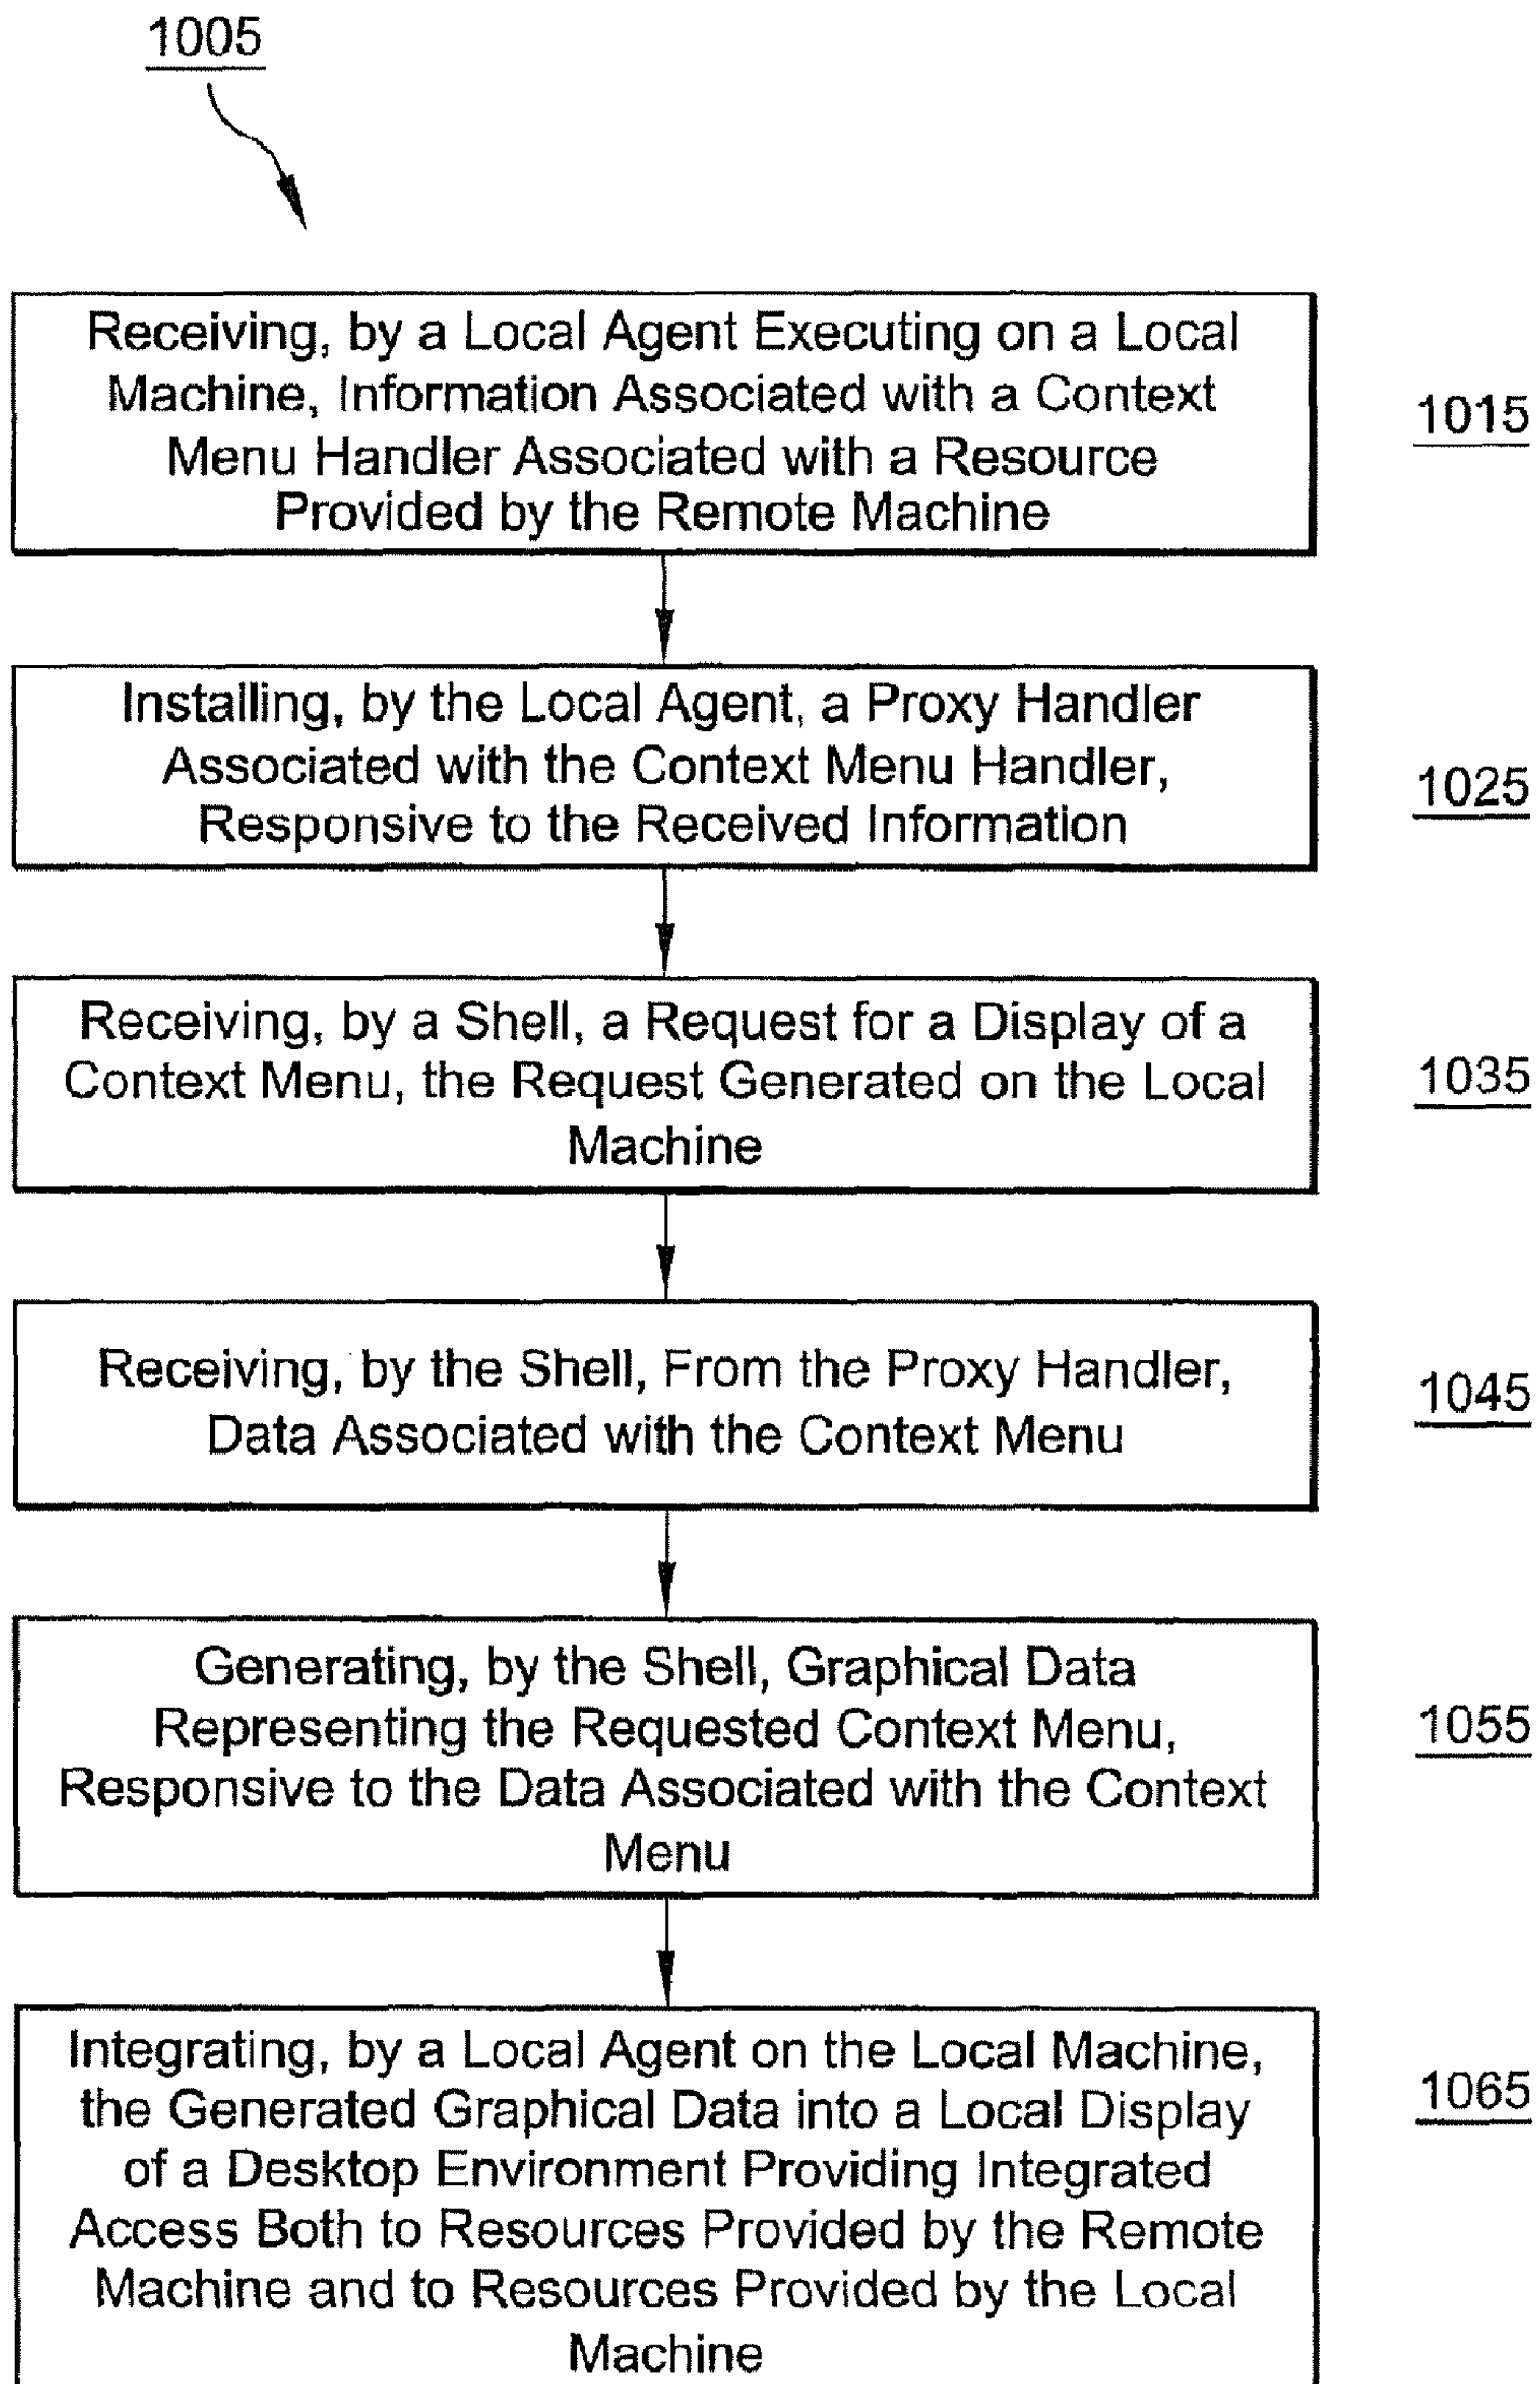 1005
Receiving, by a Local Agent Executing on a Local
Machine, Information Associated with a Context
Menu Handler Associated with a Resource
Provided by the Remote Machine
1015
Installing, by the Local Agent, a Proxy Handler
Associated with the Context Menu Handler,
Responsive to the Received Information
1025
Receiving, by a Shell, a Request for a Display of a
Context Menu, the Request Generated on the Local
Machine
1035
Receiving, by the Shell, From the Proxy Handler,
Data Associated with the Context Menu
1045
Generating, by the Shell, Graphical Data
Representing the Requested Context Menu,
Responsive to the Data Associated with the Context
Menu
1055
Integrating, by a Local Agent on the Local Machine,
the Generated Graphical Data into a Local Display
of a Desktop Environment Providing Integrated
Access Both to Resources Provided by the Remote
Machine and to Resources Provided by the Local
Machine
1065